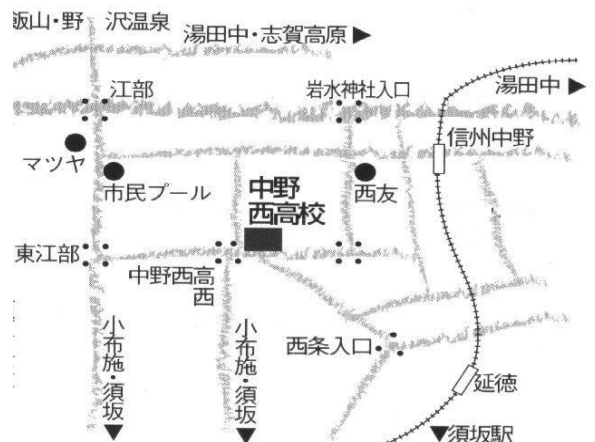 飯山・野沢温泉
湯田中・志賀高原▶
湯田中▶
江部
岩水神社入口
信州中野
マツヤ
市民プール
中野
西高校
西友
東江部
中野西高
西
小布施・須坂
小布施・須坂
西条入口
延徳
▼須坂駅